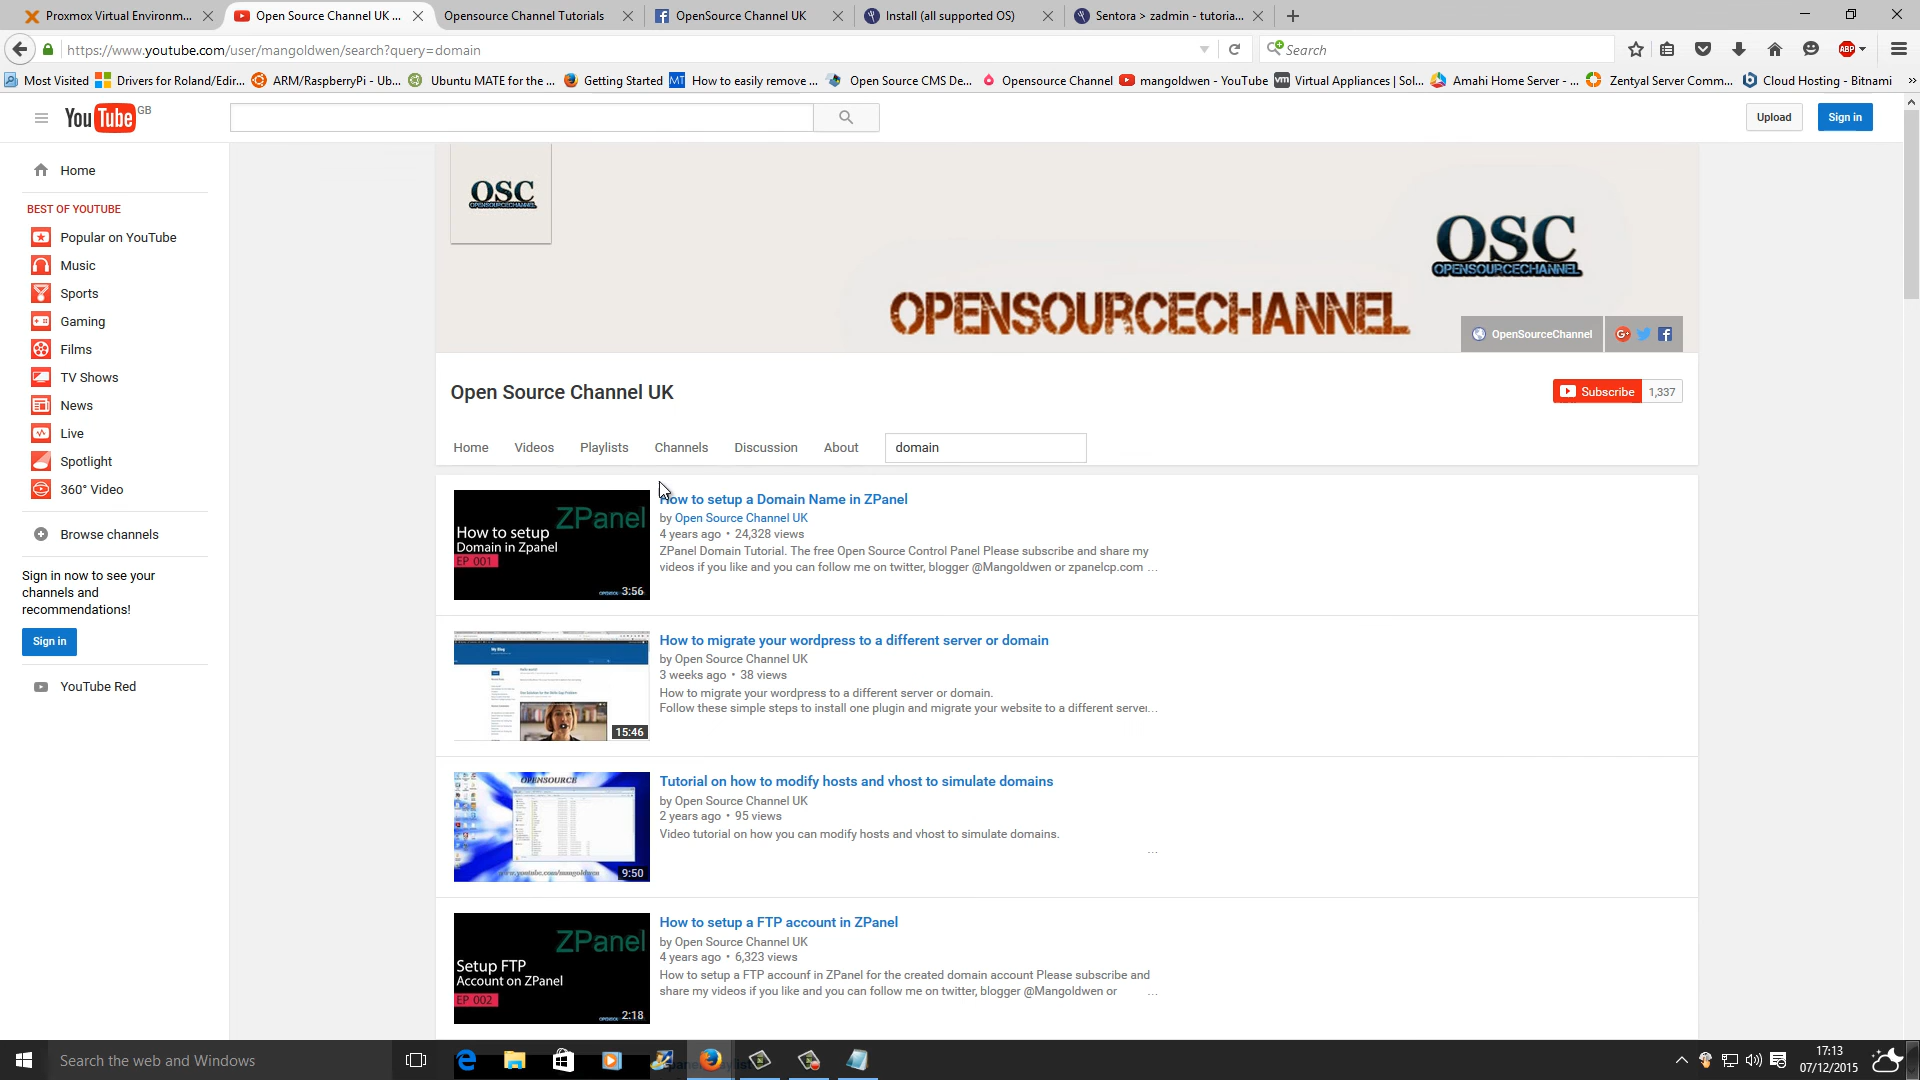 Proxmox Virtual Environm...
Open Source Channel UK ...
Opensource Channel Tutorials
OpenSource Channel UK
Install (all supported OS)
Sentora > zadmin - tutoria...
https://www.youtube.com/user/mangoldwen/search?query=domain
Search
ABP
Most Visited
Drivers for Roland/Edir...
ARM/RaspberryPi - Ub...
Ubuntu MATE for the ...
Getting Started
MT
How to easily remove ...
Open Source CMS De...
Opensource Channel
mangoldwen - YouTube
vm
Virtual Appliances | Sol...
Amahi Home Server - ...
Zentyal Server Comm...
Cloud Hosting - Bitnami
YouTube GB
Upload
Sign in
Home
BEST OF YOUTUBE
Popular on YouTube
Music
Sports
Gaming
Films
TV Shows
News
Live
Spotlight
360° Video
Browse channels
Sign in now to see your
channels and
recommendations!
Sign in
YouTube Red
OSC
OPENSOURCECHANNEL
OSC
OPENSOURCECHANNEL
OPENSOURCECHANNEL
OpenSourceChannel
Open Source Channel UK
Subscribe 1,337
Home
Videos
Playlists
Channels
Discussion
About
domain
How to setup ZPanel
Domain in Zpanel
EP 001
3:56
How to setup a Domain Name in ZPanel
by Open Source Channel UK
4 years ago • 24,328 views
ZPanel Domain Tutorial. The free Open Source Control Panel Please subscribe and share my
videos if you like and you can follow me on twitter, blogger @Mangoldwen or zpanelcp.com ...
My Blog
15:46
How to migrate your wordpress to a different server or domain
by Open Source Channel UK
3 weeks ago • 38 views
How to migrate your wordpress to a different server or domain.
Follow these simple steps to install one plugin and migrate your website to a different server...
OPENSOURCE
www.youtube.com/mangoldwen
9:50
Tutorial on how to modify hosts and vhost to simulate domains
by Open Source Channel UK
2 years ago • 95 views
Video tutorial on how you can modify hosts and vhost to simulate domains.
...
ZPanel
Setup FTP
Account on ZPanel
EP 002
2:18
How to setup a FTP account in ZPanel
by Open Source Channel UK
4 years ago • 6,323 views
How to setup a FTP accounf in ZPanel for the created domain account Please subscribe and
share my videos if you like and you can follow me on twitter, blogger @Mangoldwen or ...
Search the web and Windows
17:13
07/12/2015